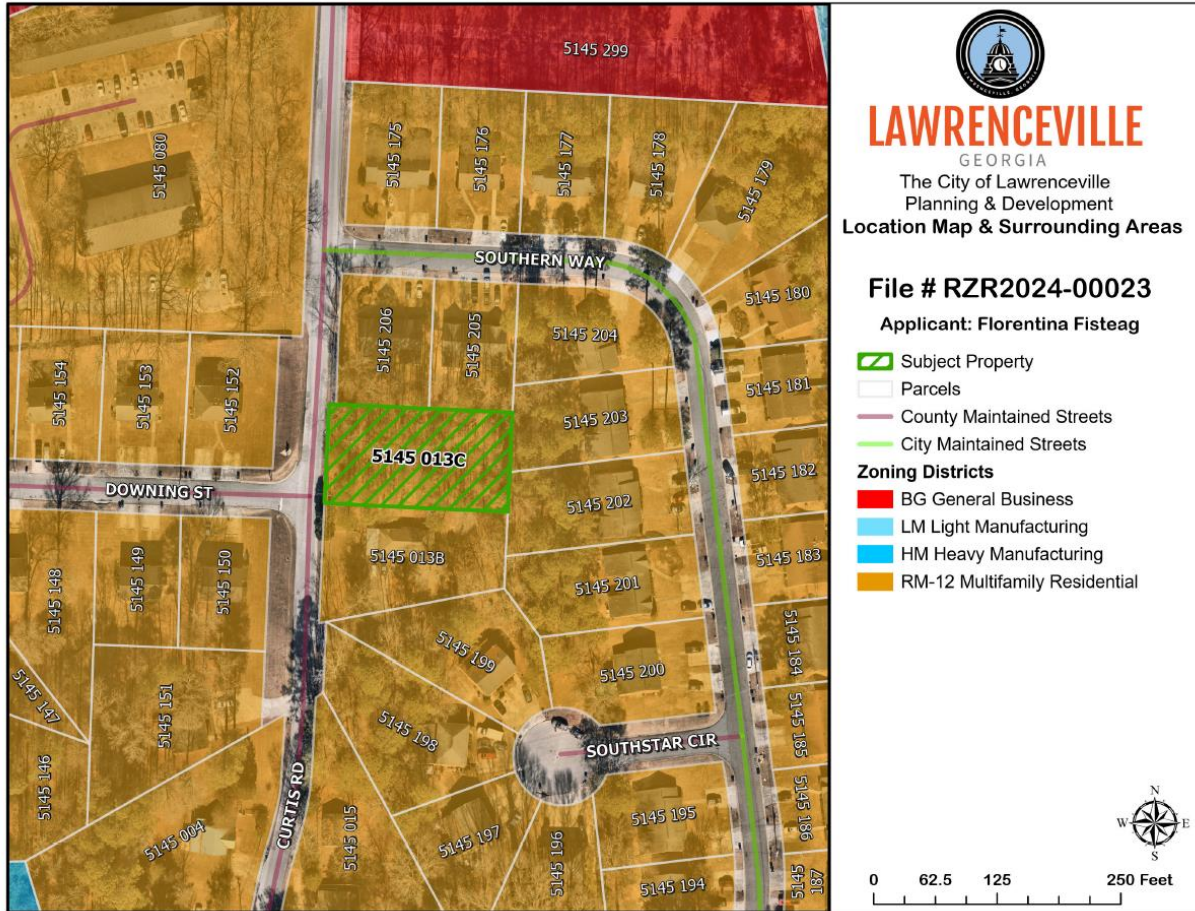 5145 299
5145 080
5145 175
5145 176
5145 177
5145 178
5145 179
SOUTHERN WAY
5145 180
5145 206
5145 205
5145 204
5145 154
5145 153
5145 152
5145 181
5145 203
5145 013C
5145 182
DOWNING ST
5145 202
5145 183
5145 148
5145 149
5145 150
5145 013B
5145 201
5145 199
5145 200
5145 184
5145 147
5145 151
5145 198
SOUTHSTAR CIR
5145 185
5145 146
CURTIS RD
5145 004
5145 015
5145 197
5145 196
5145 195
5145 186
5145 194
5145 187
LAWRENCEVILLE, GEORGIA
LAWRENCEVILLE
GEORGIA
The City of Lawrenceville
Planning & Development
Location Map & Surrounding Areas
File # RZR2024-00023
Applicant: Florentina Fisteag
Subject Property
Parcels
County Maintained Streets
City Maintained Streets
Zoning Districts
BG General Business
LM Light Manufacturing
HM Heavy Manufacturing
RM-12 Multifamily Residential
N
W E
S
0 62.5 125 250 Feet